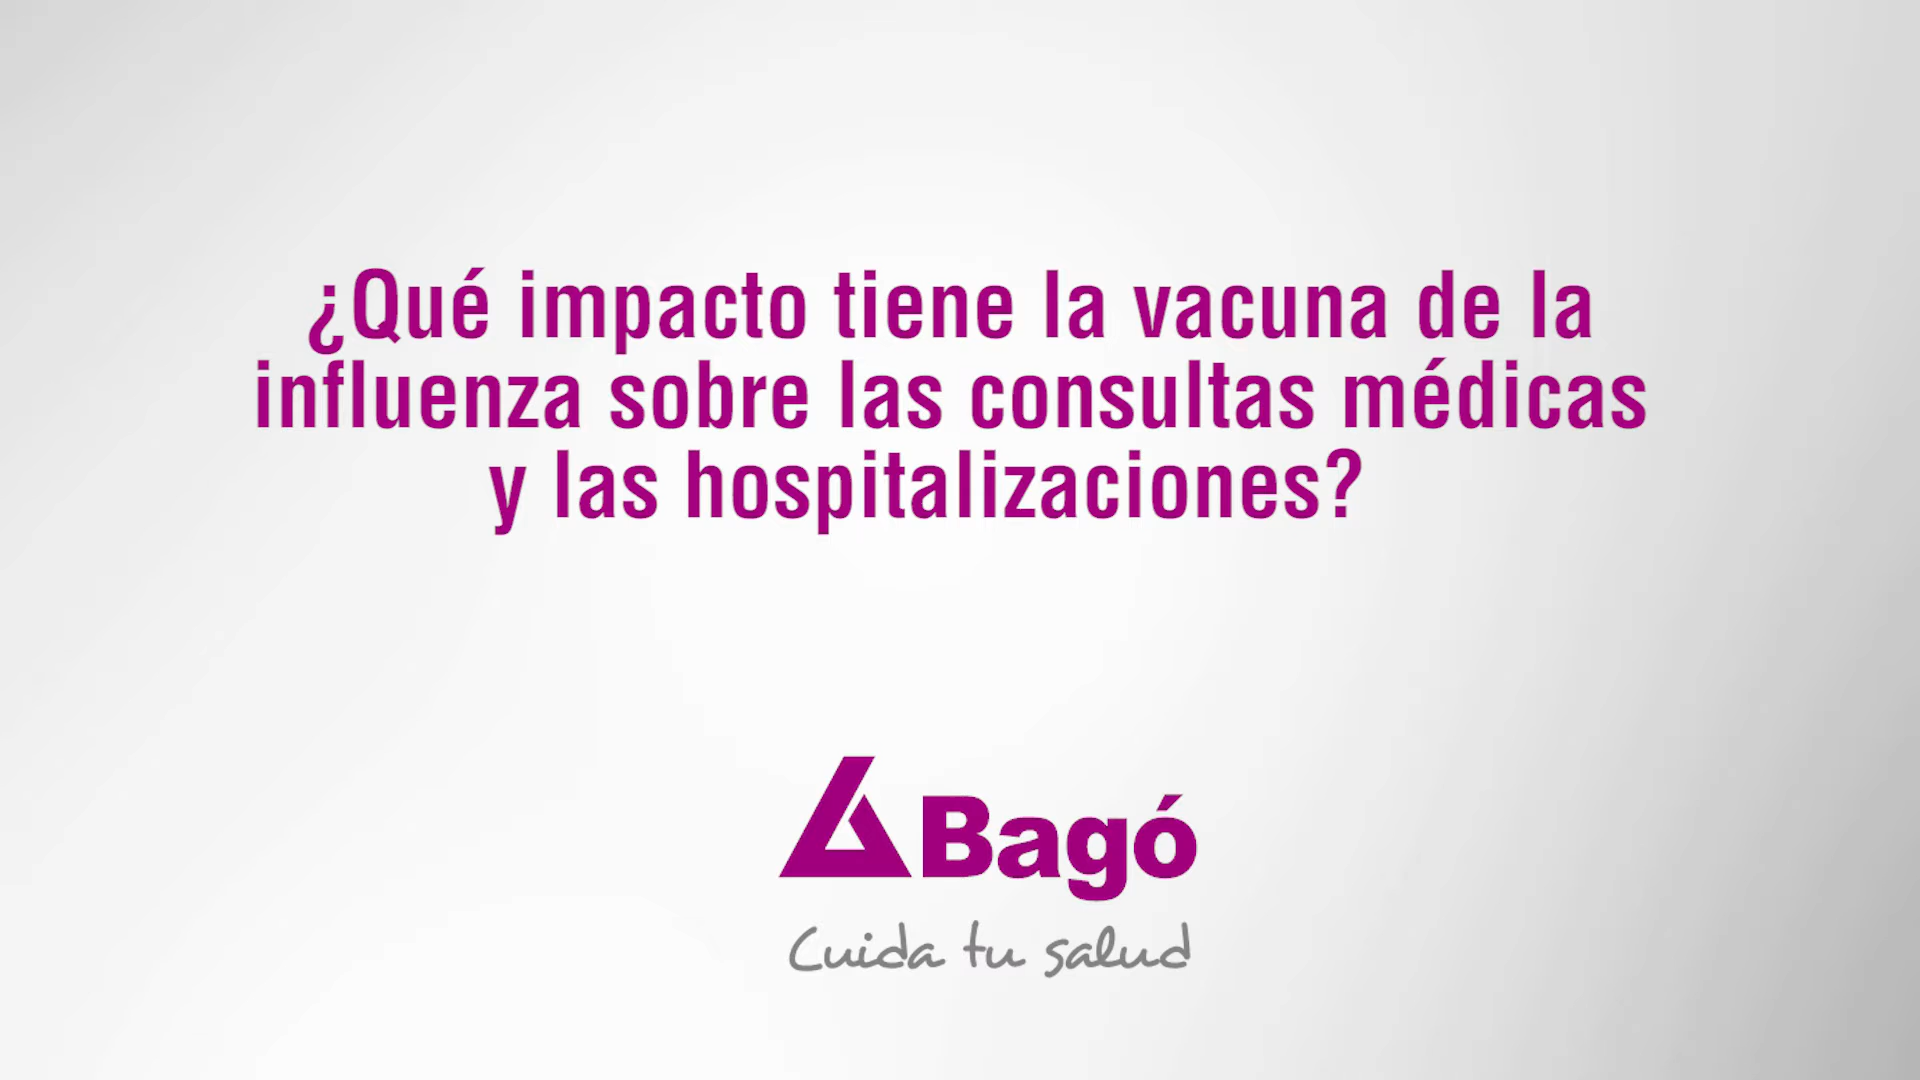 ¿Qué impacto tiene la vacuna de la
influenza sobre las consultas médicas
y las hospitalizaciones?
Bagó
Cuida tu salud